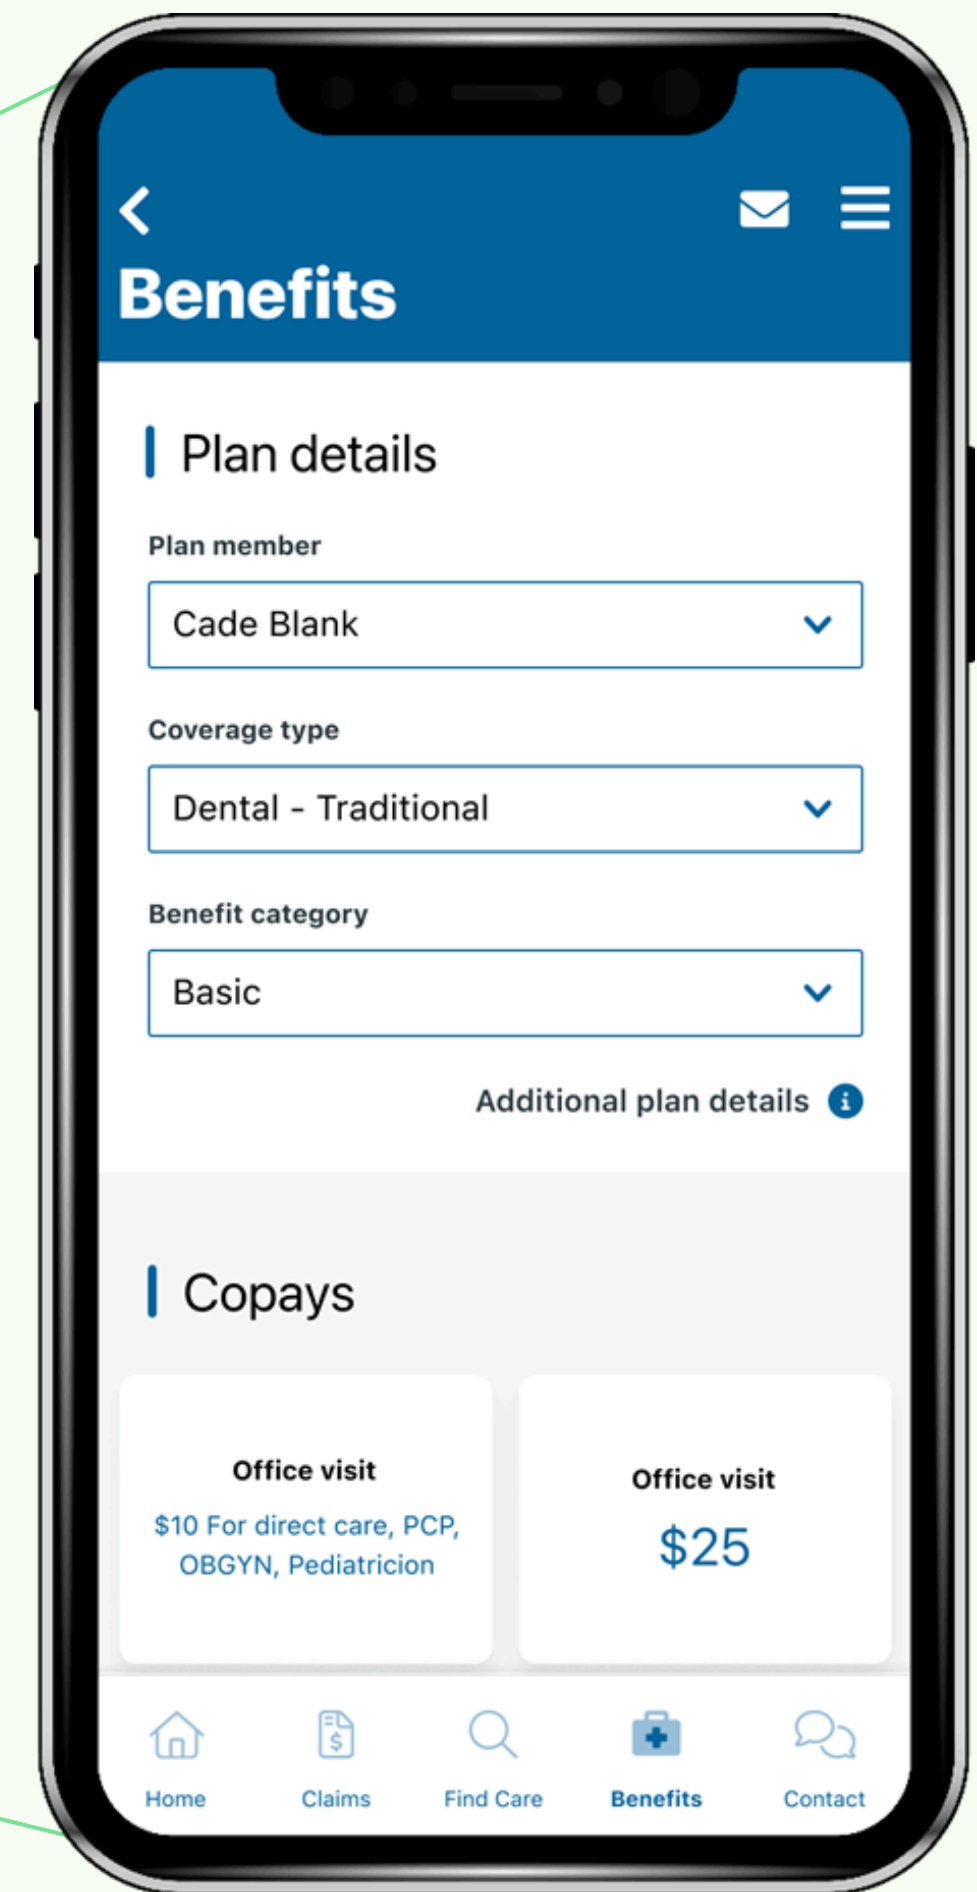 Benefits
Plan details
Plan member
Cade Blank
Coverage type
Dental - Traditional
Benefit category
Basic
Additional plan details
Copays
Office visit
$10 For direct care, PCP,
OBGYN, Pediatricion
Office visit
$25
Home
Claims
Find Care
Benefits
Contact